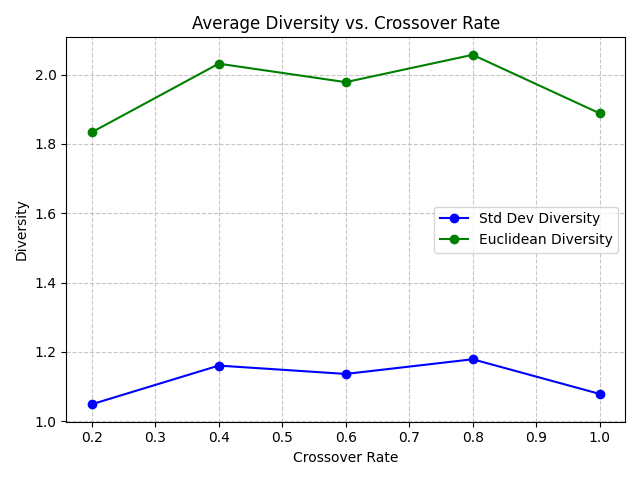 Average Diversity vs. Crossover Rate
2.0
1.8
1.6
1.4
1.2
1.0
Diversity
Std Dev Diversity
Euclidean Diversity
0.2 0.3 0.4 0.5 0.6 0.7 0.8 0.9 1.0
Crossover Rate